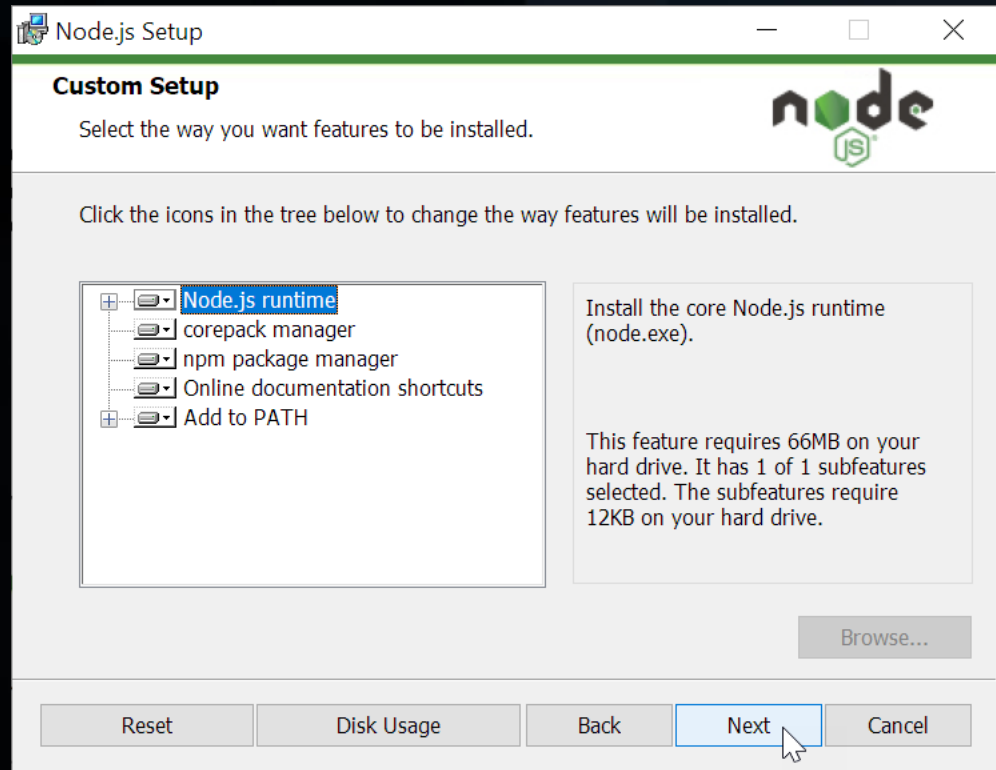 Node.js Setup
Custom Setup
Select the way you want features to be installed.
node
JS
Click the icons in the tree below to change the way features will be installed.
Node.js runtime
corepack manager
npm package manager
Online documentation shortcuts
Add to PATH
Install the core Node.js runtime
(node.exe).
This feature requires 66MB on your
hard drive. It has 1 of 1 subfeatures
selected. The subfeatures require
12KB on your hard drive.
Browse...
Reset Disk Usage Back Next Cancel